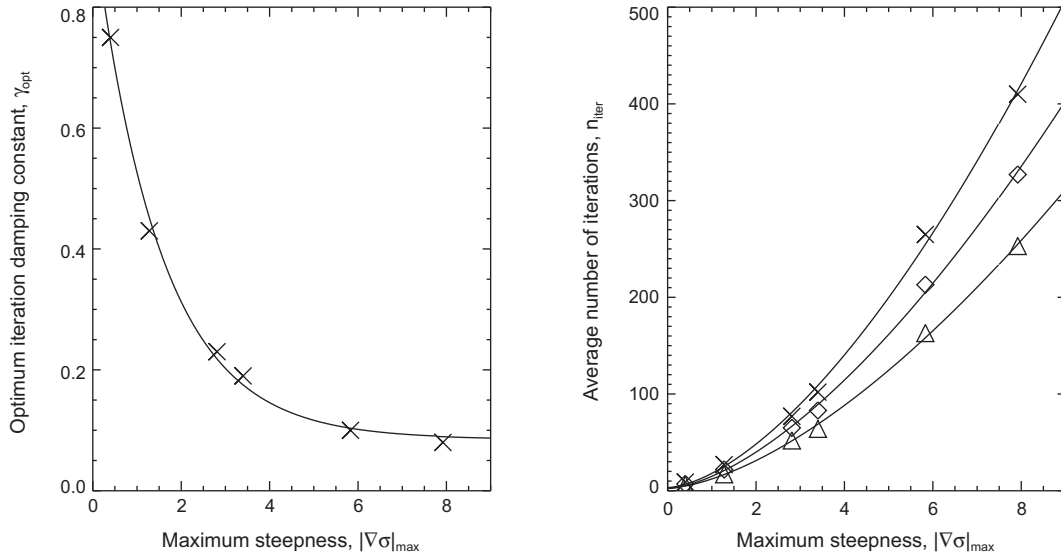 Optimum iteration damping constant, γopt
0.8
0.6
0.4
0.2
0.0
0 2 4 6 8
Maximum steepness, |∇σ|max
Average number of iterations, niter
500
400
300
200
100
0
0 2 4 6 8
Maximum steepness, |∇σ|max